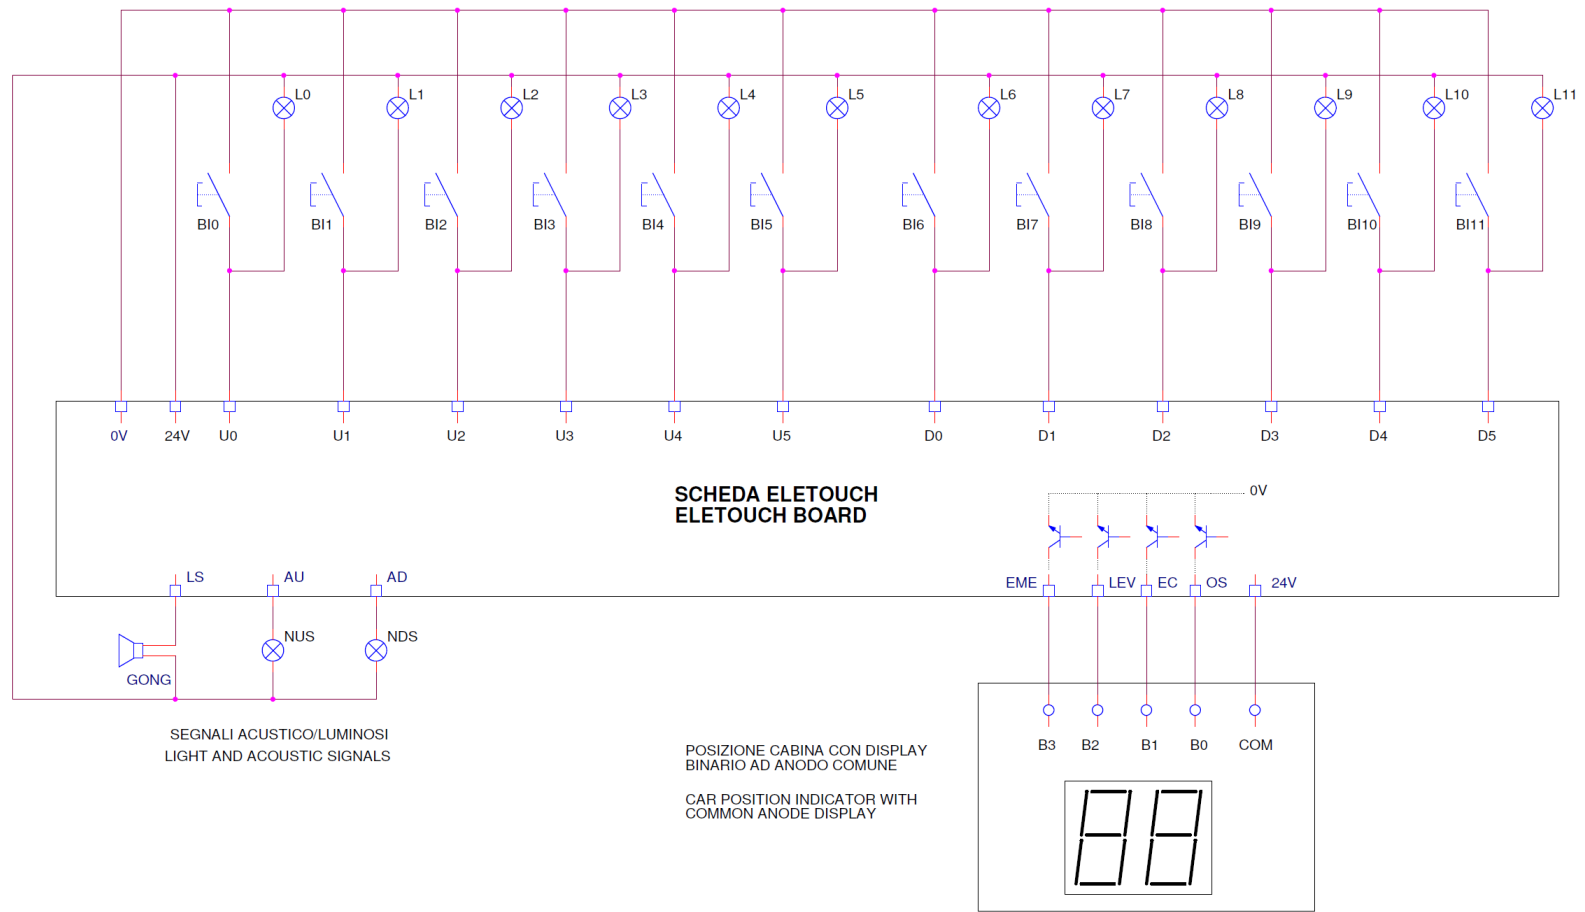 L0 L1 L2 L3 L4 L5 L6 L7 L8 L9 L10 L11
BI0 BI1 BI2 BI3 BI4 BI5 BI6 BI7 BI8 BI9 BI10 BI11
0V 24V U0 U1 U2 U3 U4 U5 D0 D1 D2 D3 D4 D5
SCHEDA ELETOUCH
ELETOUCH BOARD
0V
LS AU AD
EME LEV EC OS 24V
NUS NDS
GONG
SEGNALI ACUSTICO/LUMINOSI
LIGHT AND ACOUSTIC SIGNALS
POSIZIONE CABINA CON DISPLAY
BINARIO AD ANODO COMUNE
CAR POSITION INDICATOR WITH
COMMON ANODE DISPLAY
B3 B2 B1 B0 COM
88